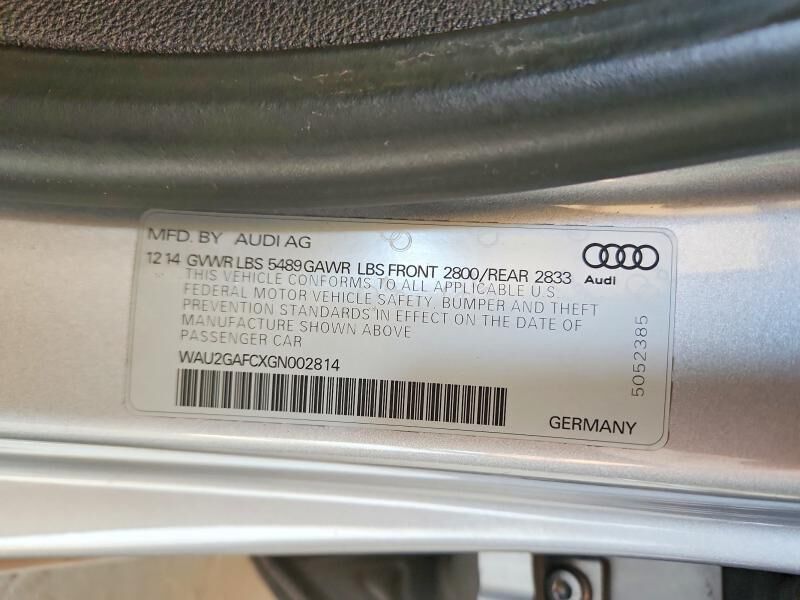 MFD. BY AUDI AG
12 14 GVWR LBS 5489 GAWR LBS FRONT 2800/REAR 2833
THIS VEHICLE CONFORMS TO ALL APPLICABLE U.S.
FEDERAL MOTOR VEHICLE SAFETY, BUMPER AND THEFT
PREVENTION STANDARDS IN EFFECT ON THE DATE OF
MANUFACTURE SHOWN ABOVE
PASSENGER CAR
WAU2GAFCXGN002814
Audi
5052385
GERMANY